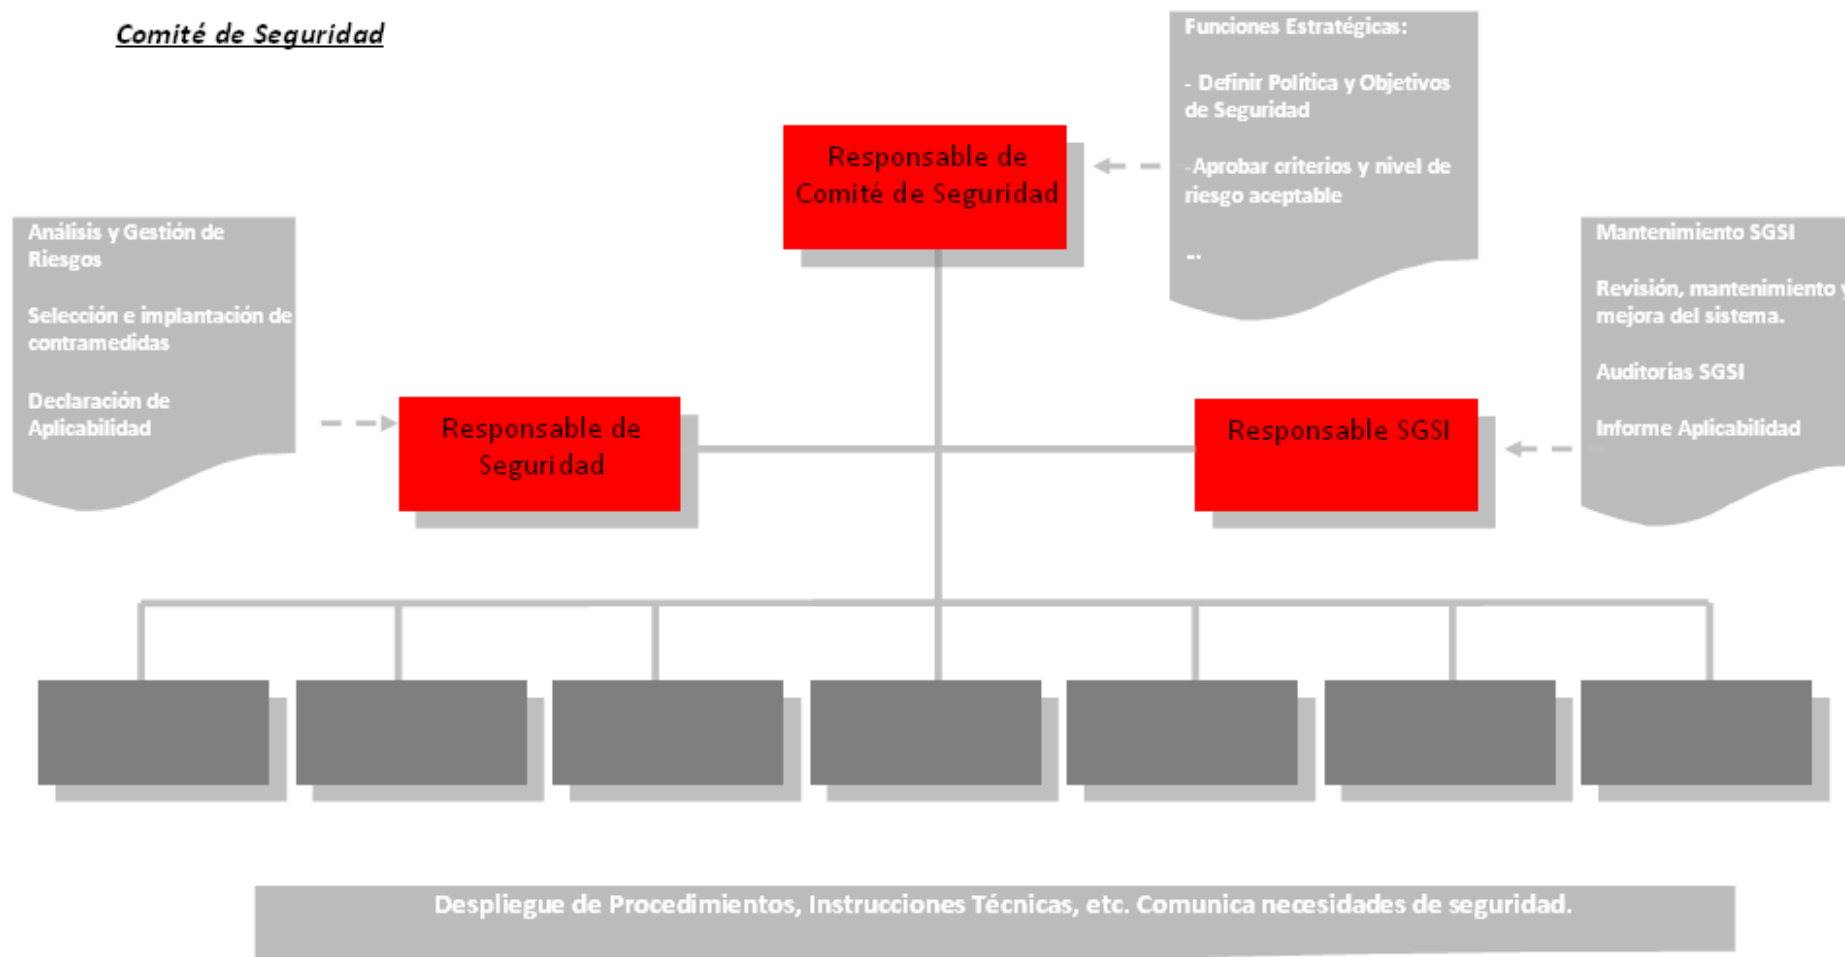 Comité de Seguridad
Funciones Estratégicas:
- Definir Política y Objetivos
de Seguridad
-Aprobar criterios y nivel de
riesgo aceptable
...
Responsable de
Comité de Seguridad
Análisis y Gestión de
Riesgos
Selección e implantación de
contramedidas
Declaración de
Aplicabilidad
Mantenimiento SGSI
Revisión, mantenimiento y
mejora del sistema.
Auditorías SGSI
Informe Aplicabilidad
Responsable de
Seguridad
Responsable SGSI
Despliegue de Procedimientos, Instrucciones Técnicas, etc. Comunica necesidades de seguridad.